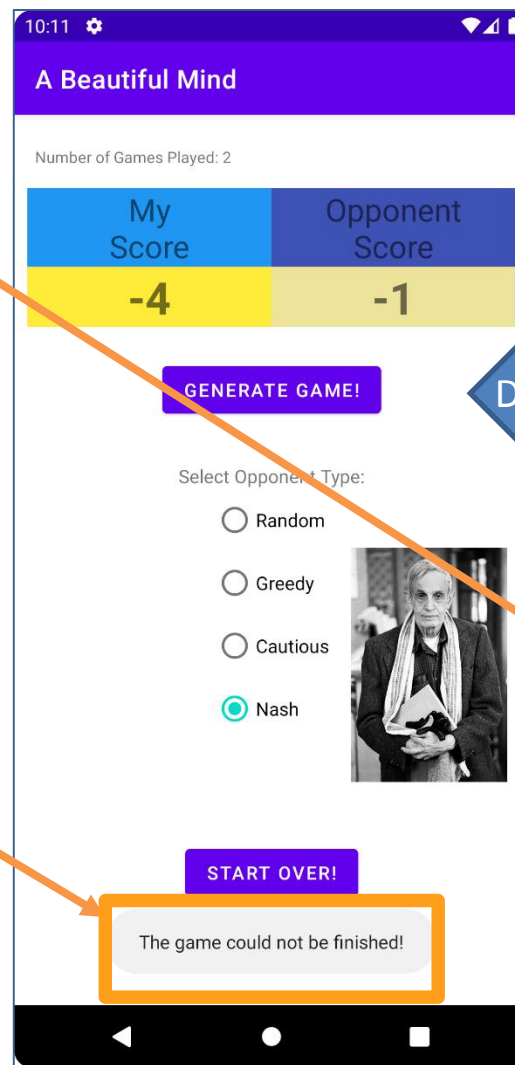 10:11
A Beautiful Mind
Number of Games Played: 2
My Score
Opponent Score
-4
-1
GENERATE GAME!
D
Select Opponent Type:
Random
Greedy
Cautious
Nash
START OVER!
The game could not be finished!